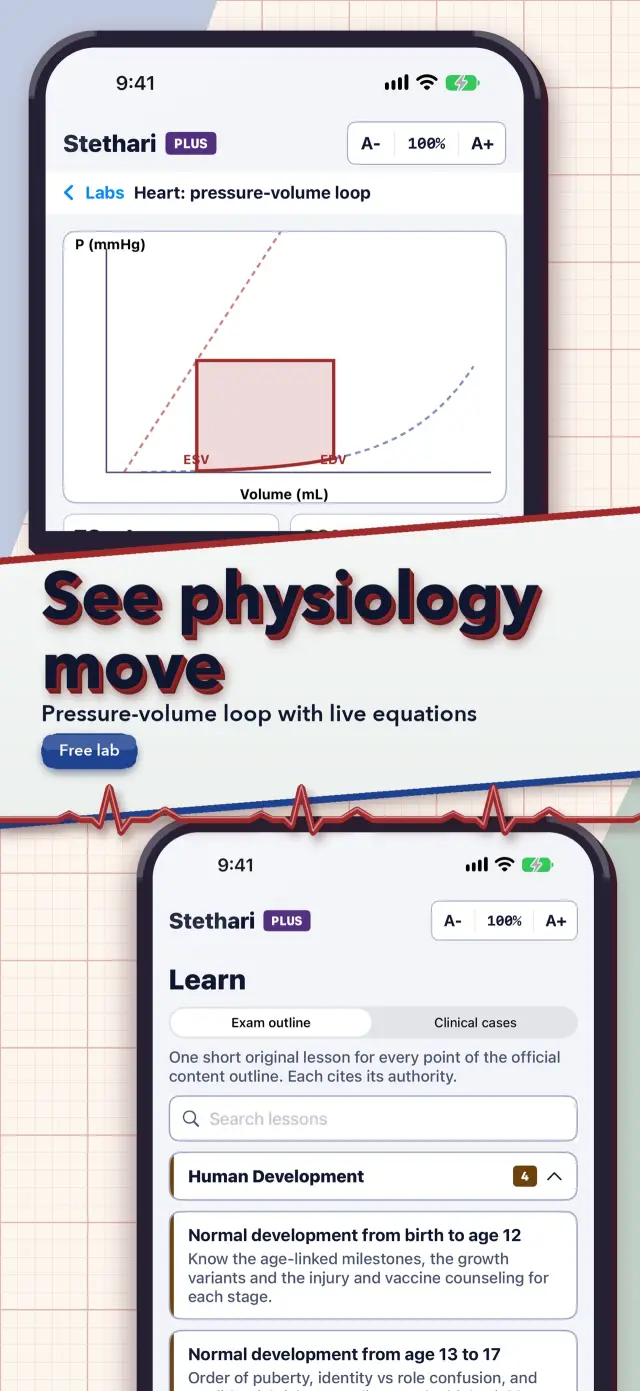 9:41
Stethari PLUS A- 100% A+
Labs Heart: pressure-volume loop
P (mmHg)
ESV EDV
Volume (mL)
See physiology
move
Pressure-volume loop with live equations
Free lab
9:41
Stethari PLUS A- 100% A+
Learn
Exam outline Clinical cases
One short original lesson for every point of the official
content outline. Each cites its authority.
Search lessons
Human Development 4
Normal development from birth to age 12
Know the age-linked milestones, the growth
variants and the injury and vaccine counseling for
each stage.
Normal development from age 13 to 17
Order of puberty, identity vs role confusion, and